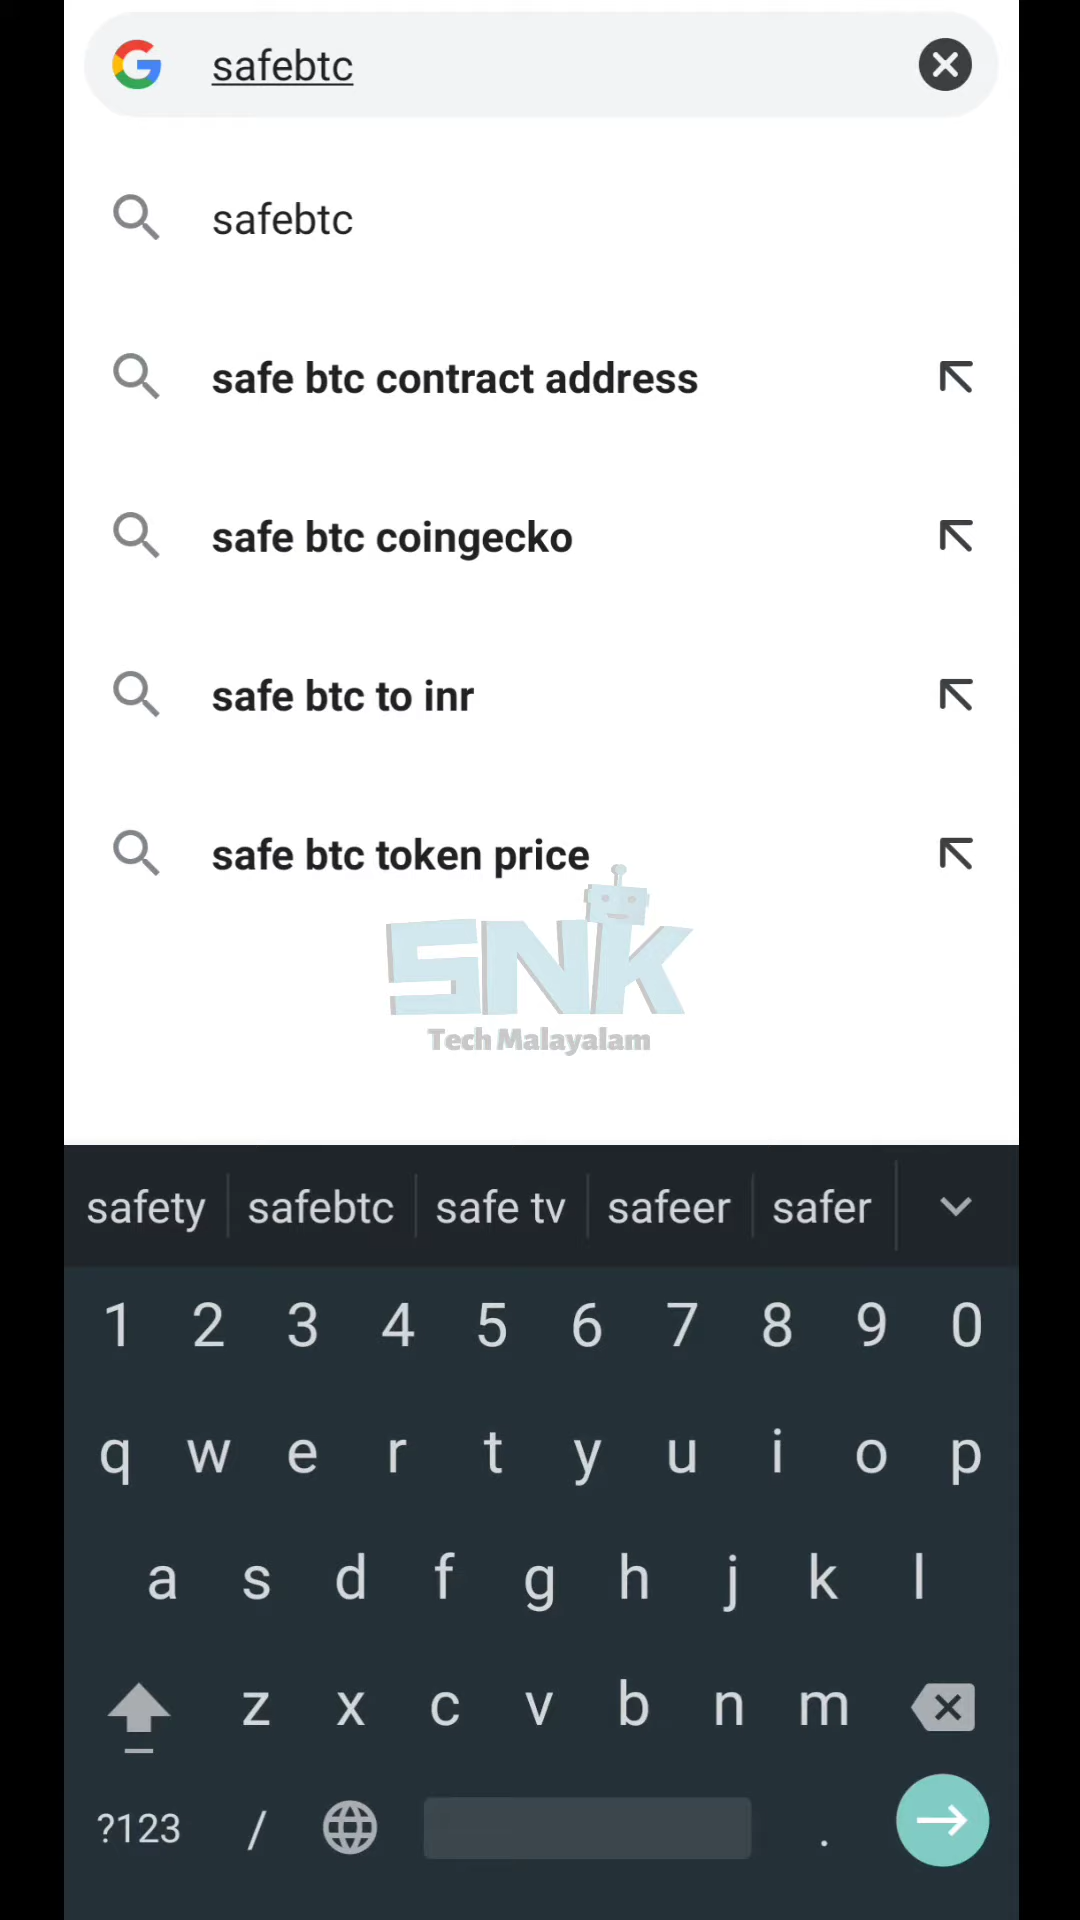 safebtc
safebtc
safe btc contract address
safe btc coingecko
safe btc to inr
safe btc token price
SNK
Tech Malayalam
safety safebtc safe tv safeer safer
1 2 3 4 5 6 7 8 9 0
q w e r t y u i o p
a s d f g h j k l
z x c v b n m
?123 / .